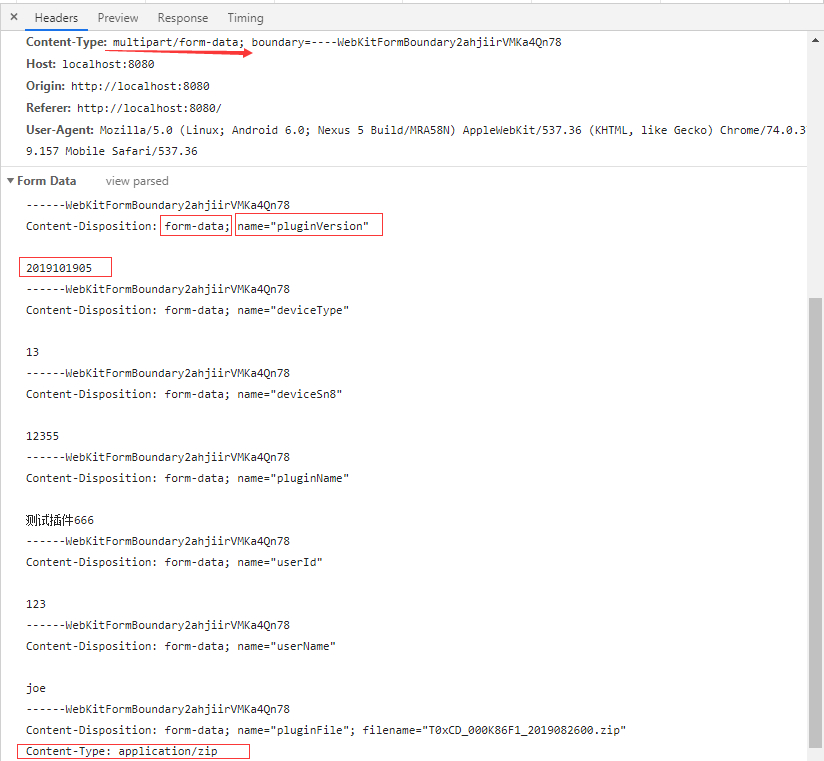 × Headers Preview Response Timing
Content-Type: multipart/form-data; boundary=----WebKitFormBoundary2ahjiirVMKa4Qn78
Host: localhost:8080
Origin: http://localhost:8080
Referer: http://localhost:8080/
User-Agent: Mozilla/5.0 (Linux; Android 6.0; Nexus 5 Build/MRA58N) AppleWebKit/537.36 (KHTML, like Gecko) Chrome/74.0.3
9.157 Mobile Safari/537.36
Form Data view parsed
------WebKitFormBoundary2ahjiirVMKa4Qn78
Content-Disposition: form-data; name="pluginVersion"
2019101905
------WebKitFormBoundary2ahjiirVMKa4Qn78
Content-Disposition: form-data; name="deviceType"
13
------WebKitFormBoundary2ahjiirVMKa4Qn78
Content-Disposition: form-data; name="deviceSn8"
12355
------WebKitFormBoundary2ahjiirVMKa4Qn78
Content-Disposition: form-data; name="pluginName"
测试插件666
------WebKitFormBoundary2ahjiirVMKa4Qn78
Content-Disposition: form-data; name="userId"
123
------WebKitFormBoundary2ahjiirVMKa4Qn78
Content-Disposition: form-data; name="userName"
joe
------WebKitFormBoundary2ahjiirVMKa4Qn78
Content-Disposition: form-data; name="pluginFile"; filename="T0xCD_000K86F1_2019082600.zip"
Content-Type: application/zip